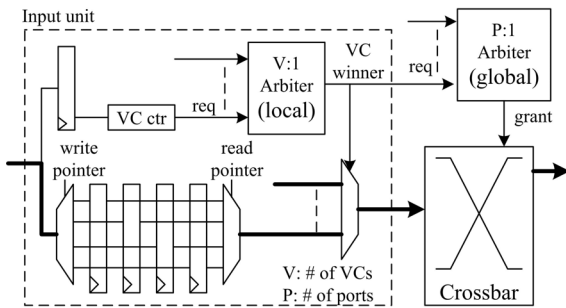 Input unit
V:1
Arbiter
(local)
VC
winner
P:1
Arbiter
(global)
req
VC ctr
req
grant
write
pointer
read
pointer
V: # of VCs
P: # of ports
Crossbar